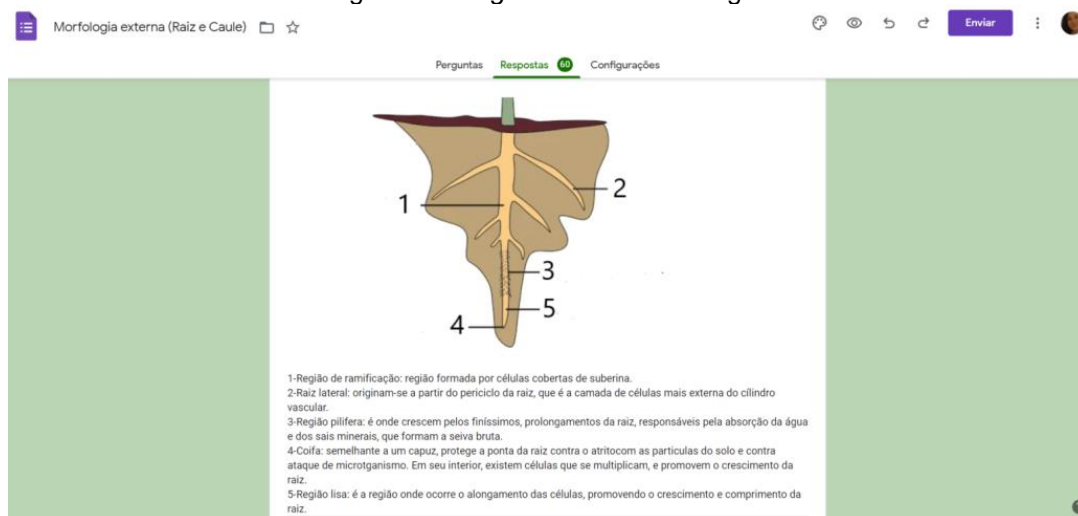 Morfologia externa (Raiz e Caule)
Enviar
Perguntas Respostas 60 Configurações
1
2
3
4
5
1-Região de ramificação: região formada por células cobertas de suberina.
2-Raiz lateral: originam-se a partir do periciclo da raiz, que é a camada de células mais externa do cílindro
vascular.
3-Região pilifera: é onde crescem pelos finíssimos, prolongamentos da raiz, responsáveis pela absorção da água
e dos sais minerais, que formam a seiva bruta.
4-Coifa: semelhante a um capuz, protege a ponta da raiz contra o atritocom as particulas do solo e contra
ataque de microtganismo. Em seu interior, existem células que se multiplicam, e promovem o crescimento da
raiz.
5-Região lisa: é a região onde ocorre o alongamento das células, promovendo o crescimento e comprimento da
raiz.